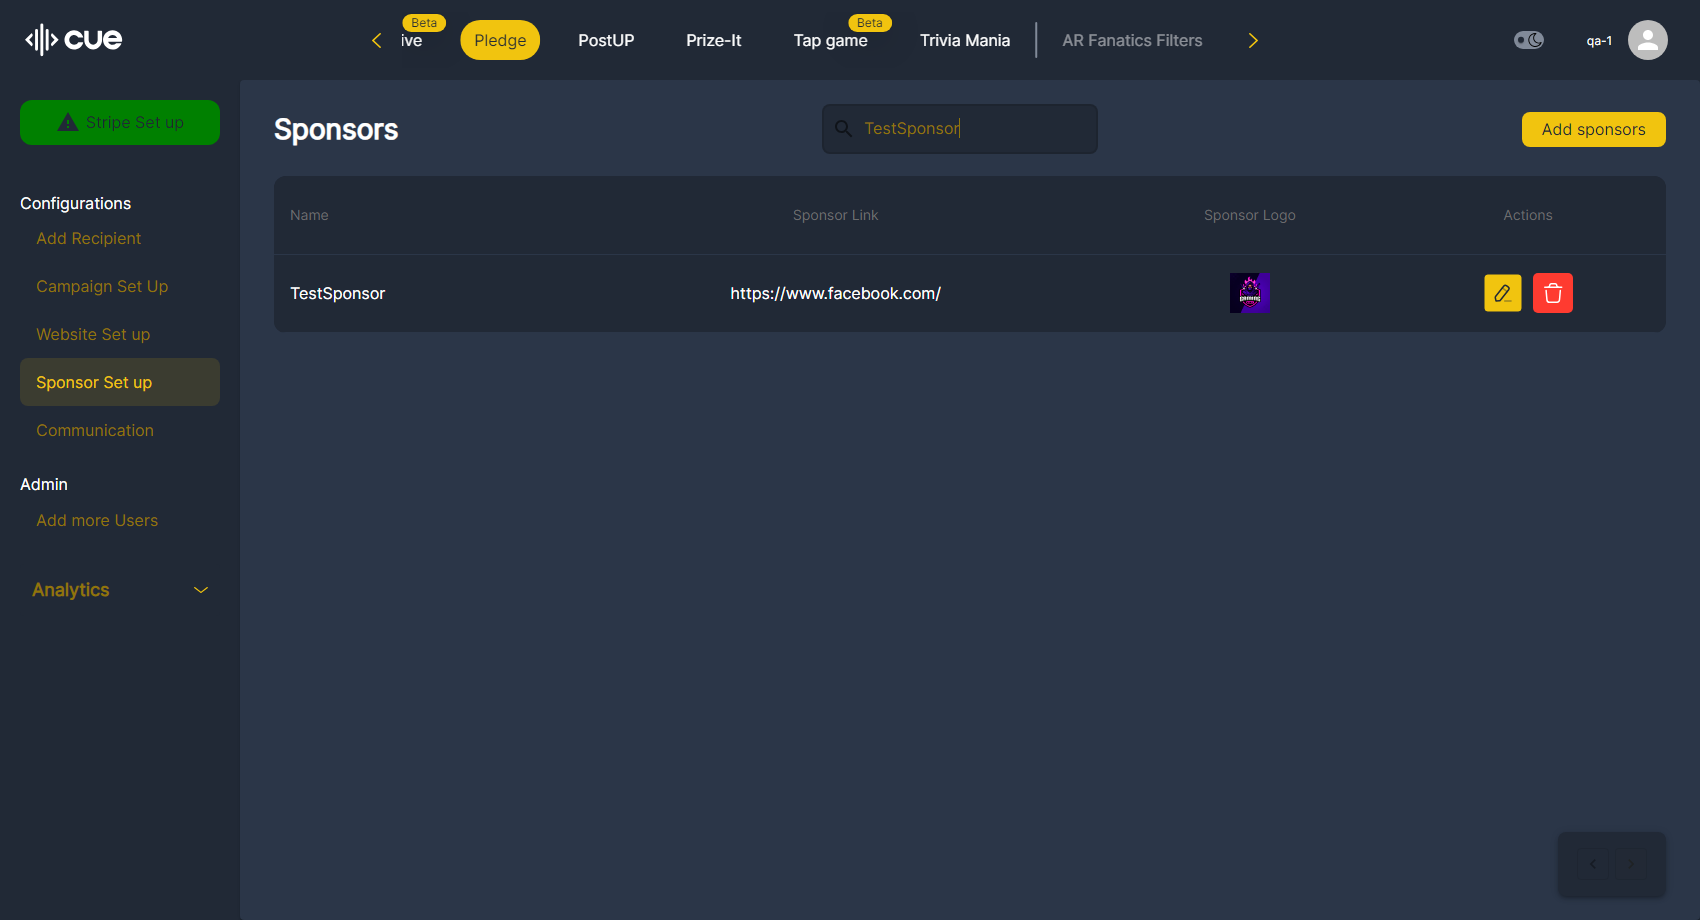 cue
Beta
Beta
ive
Pledge
PostUP
Prize-It
Tap game
Trivia Mania
AR Fanatics Filters
qa-1
Stripe Set up
Sponsors
TestSponsor
Add sponsors
Configurations
Add Recipient
Campaign Set Up
Website Set up
Sponsor Set up
Communication
Admin
Add more Users
Analytics
Name
Sponsor Link
Sponsor Logo
Actions
TestSponsor
https://www.facebook.com/
GAMING